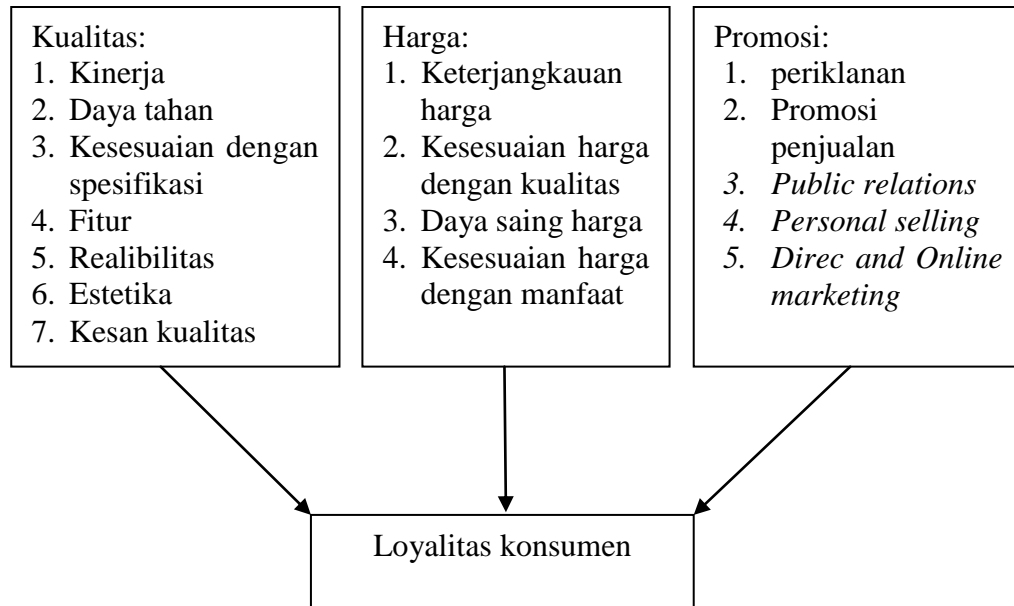 Kualitas:
1. Kinerja
2. Daya tahan
3. Kesesuaian dengan
spesifikasi
4. Fitur
5. Realibilitas
6. Estetika
7. Kesan kualitas
Harga:
1. Keterjangkauan
harga
2. Kesesuaian harga
dengan kualitas
3. Daya saing harga
4. Kesesuaian harga
dengan manfaat
Promosi:
1. periklanan
2. Promosi
penjualan
3. Public relations
4. Personal selling
5. Direc and Online
marketing
Loyalitas konsumen